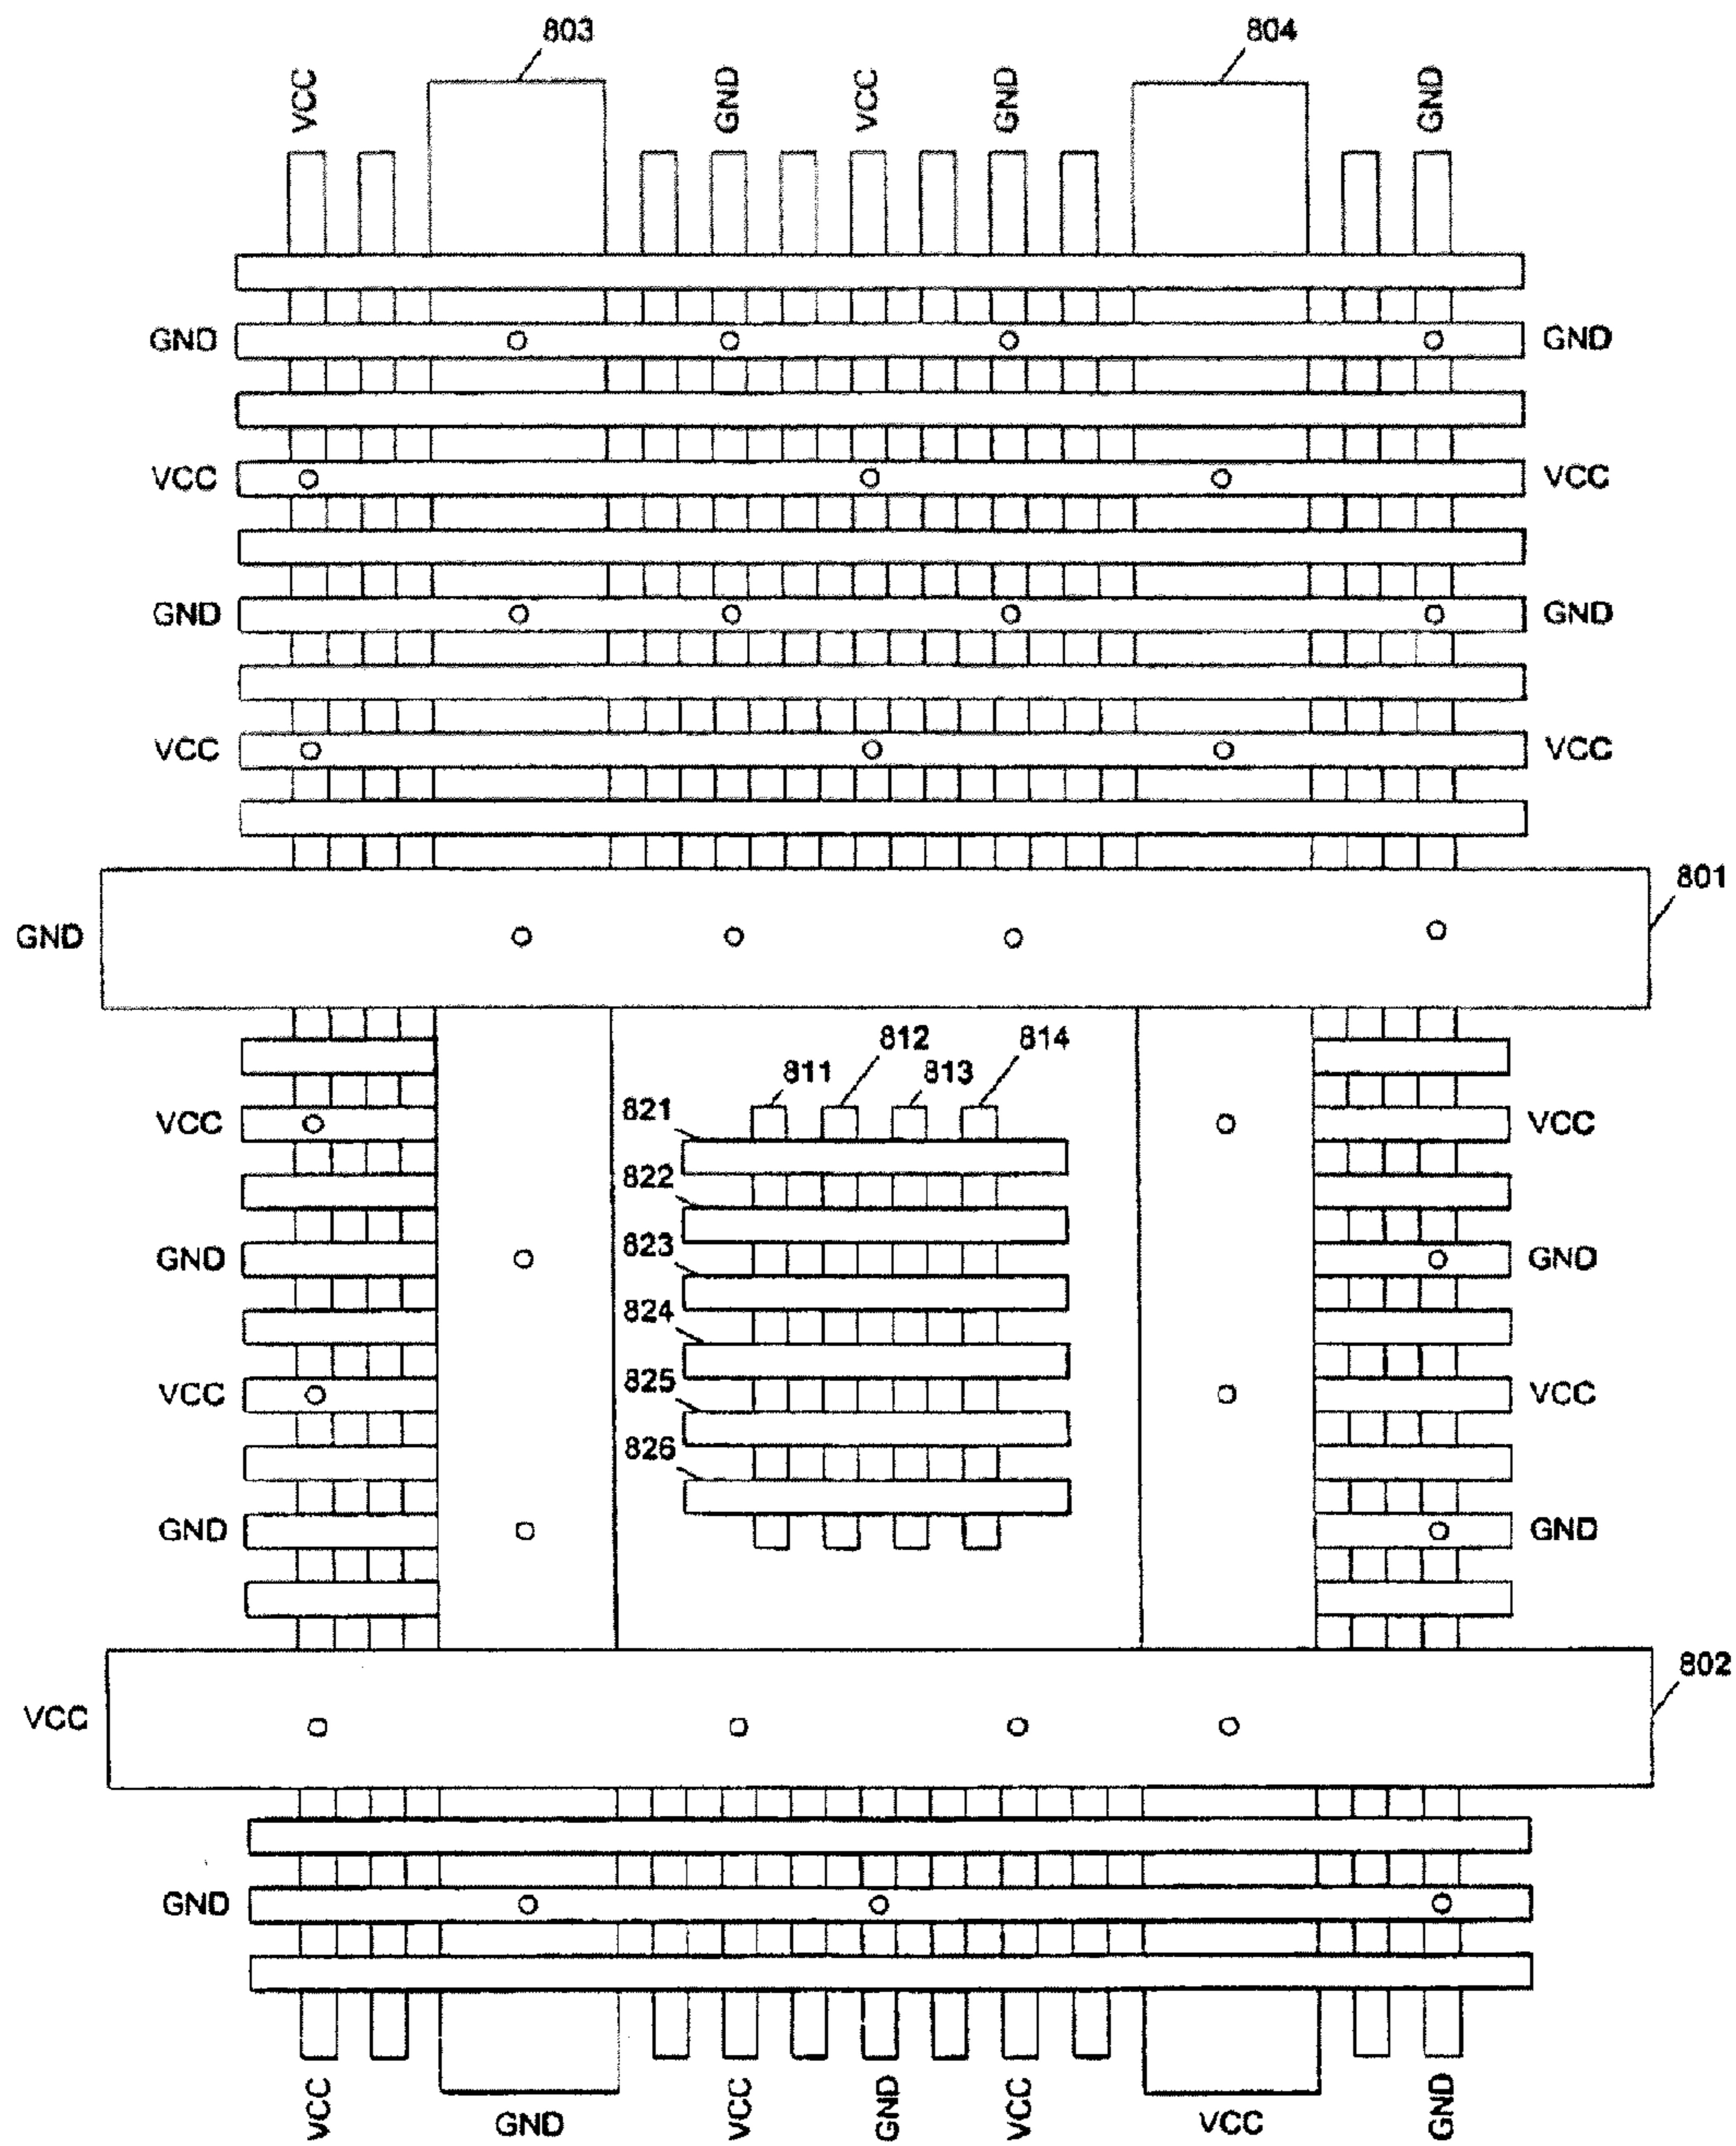 803 804
VCC GND VCC GND GND
GND GND
VCC VCC
GND GND
VCC VCC
801
GND
812 814
811 813
821
VCC VCC
822
823
GND GND
824
825
VCC VCC
826
GND GND
802
VCC
GND
VCC GND VCC GND VCC VCC GND